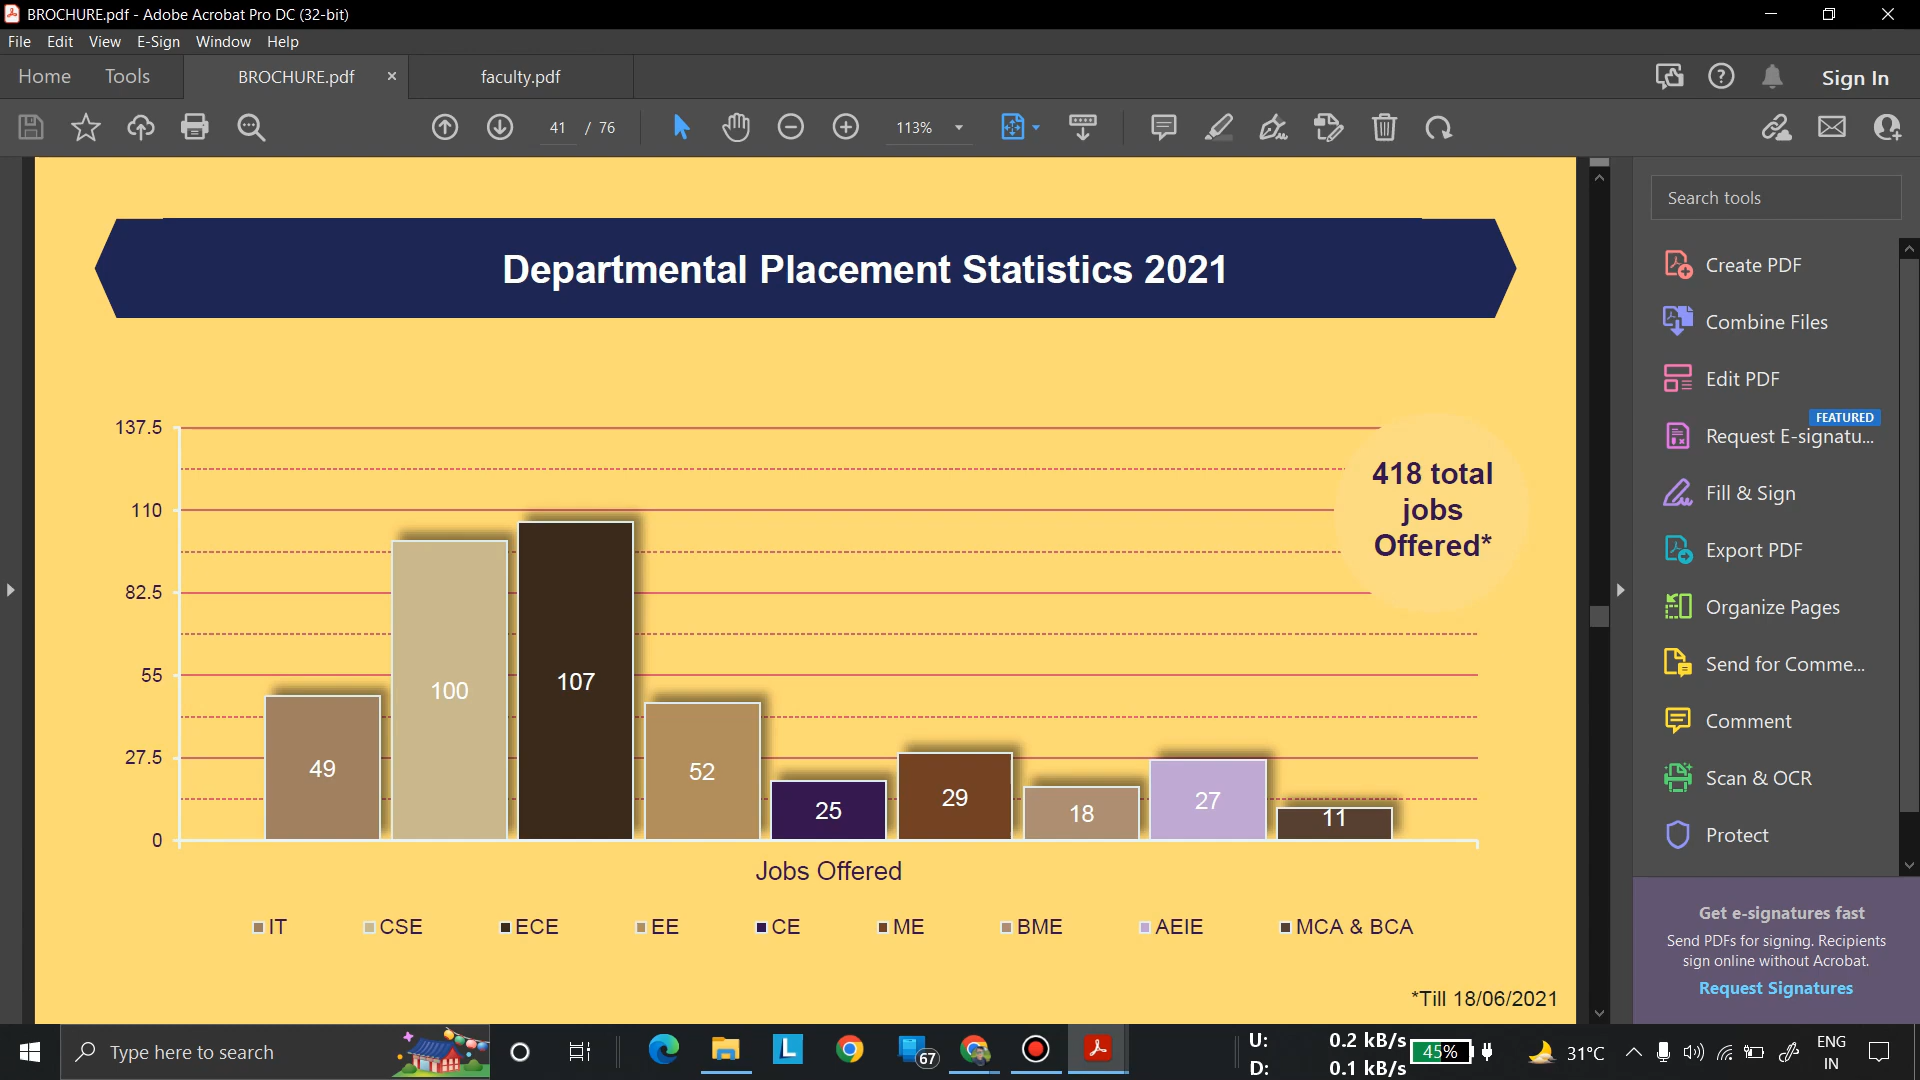 BROCHURE.pdf - Adobe Acrobat Pro DC (32-bit)
File Edit View E-Sign Window Help
Home Tools BROCHURE.pdf × faculty.pdf Sign In
41 / 76 113%
Search tools
Departmental Placement Statistics 2021
Create PDF
Combine Files
Edit PDF
FEATURED
Request E-signatu...
Fill & Sign
Export PDF
Organize Pages
Send for Comme...
Comment
Scan & OCR
Protect
137.5
110
82.5
55
27.5
0
418 total
jobs
Offered*
49 100 107 52 25 29 18 27 11
Jobs Offered
IT CSE ECE EE CE ME BME AEIE MCA & BCA
*Till 18/06/2021
Get e-signatures fast
Send PDFs for signing. Recipients
sign online without Acrobat.
Request Signatures
Type here to search
L
67
U: 0.2 kB/s
D: 0.1 kB/s
45%
31°C
ENG
IN